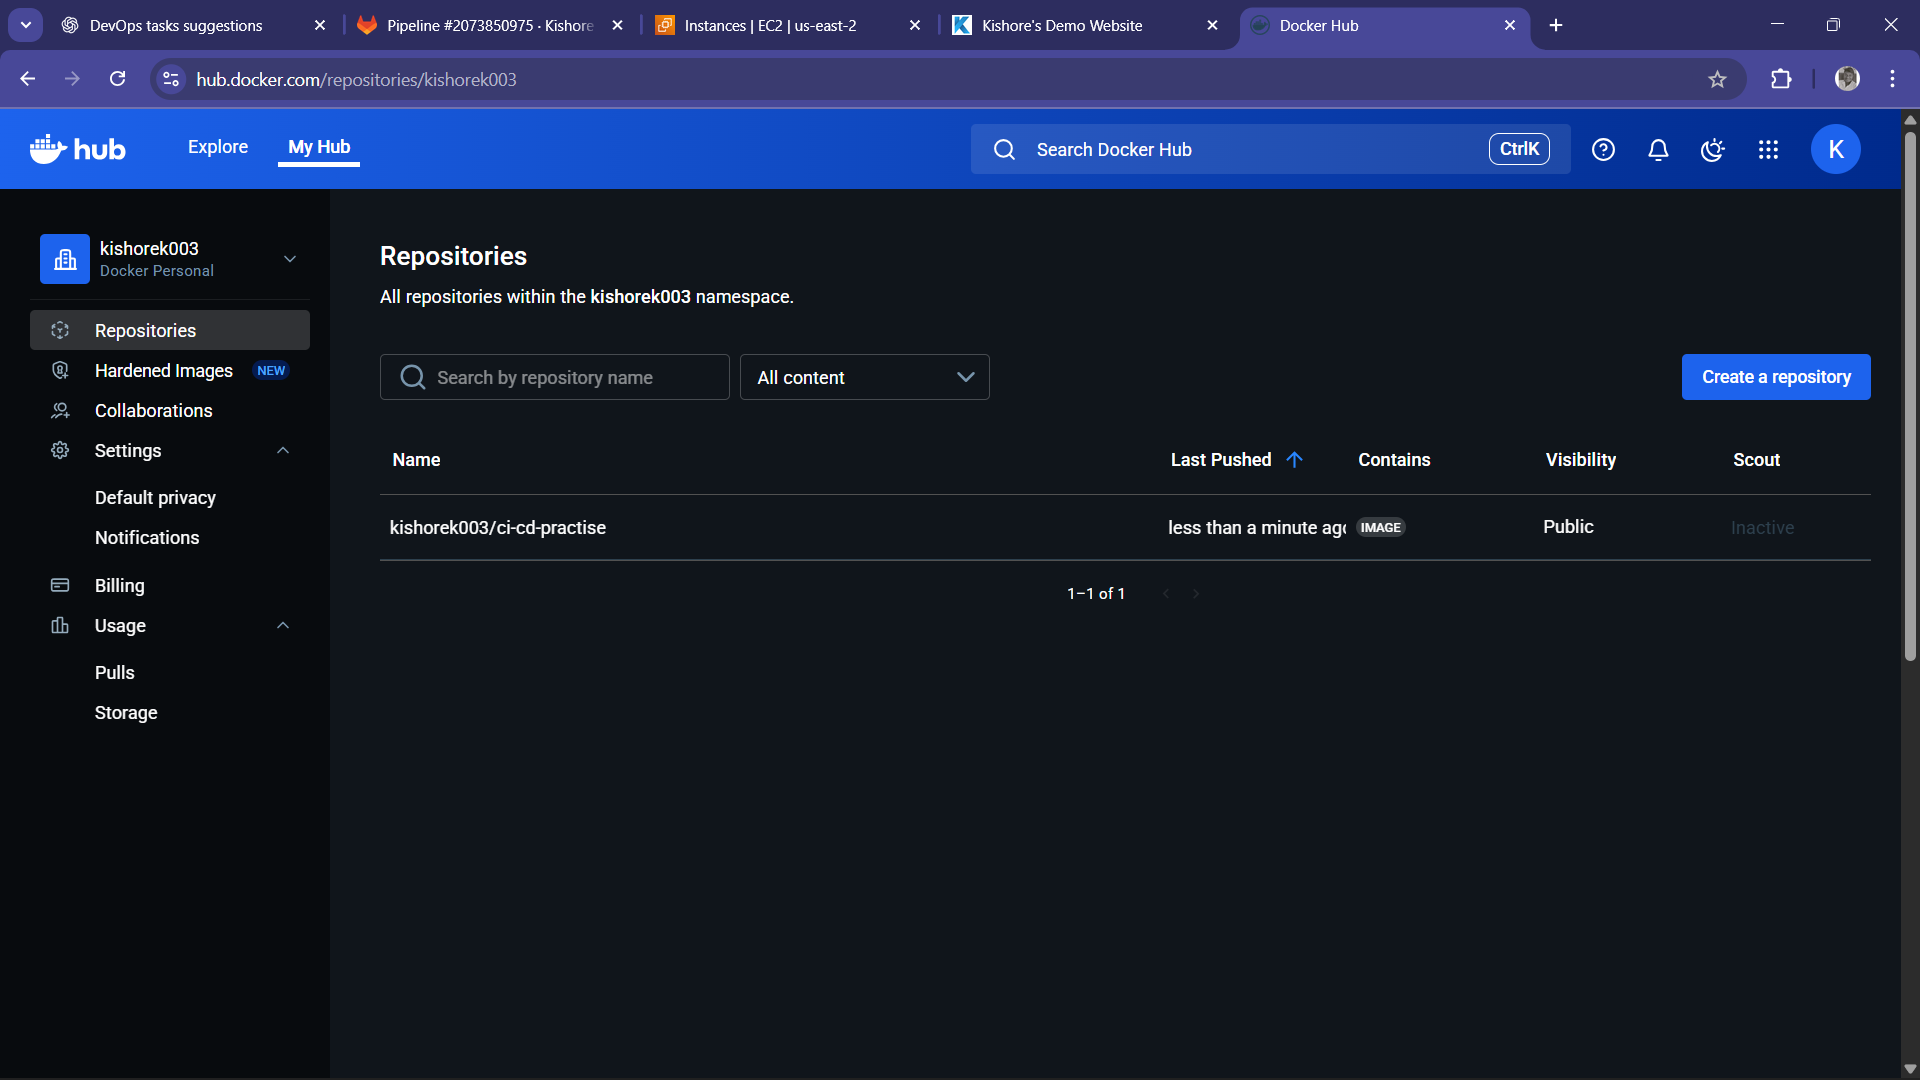 DevOps tasks suggestions
Pipeline #2073850975 · Kishore
Instances | EC2 | us-east-2
Kishore's Demo Website
Docker Hub
hub.docker.com/repositories/kishorek003
hub
Explore
My Hub
Search Docker Hub
CtrlK
K
kishorek003
Docker Personal
Repositories
Hardened Images NEW
Collaborations
Settings
Default privacy
Notifications
Billing
Usage
Pulls
Storage
Repositories
All repositories within the kishorek003 namespace.
Search by repository name
All content
Create a repository
Name Last Pushed Contains Visibility Scout
kishorek003/ci-cd-practise less than a minute ago IMAGE Public Inactive
1–1 of 1